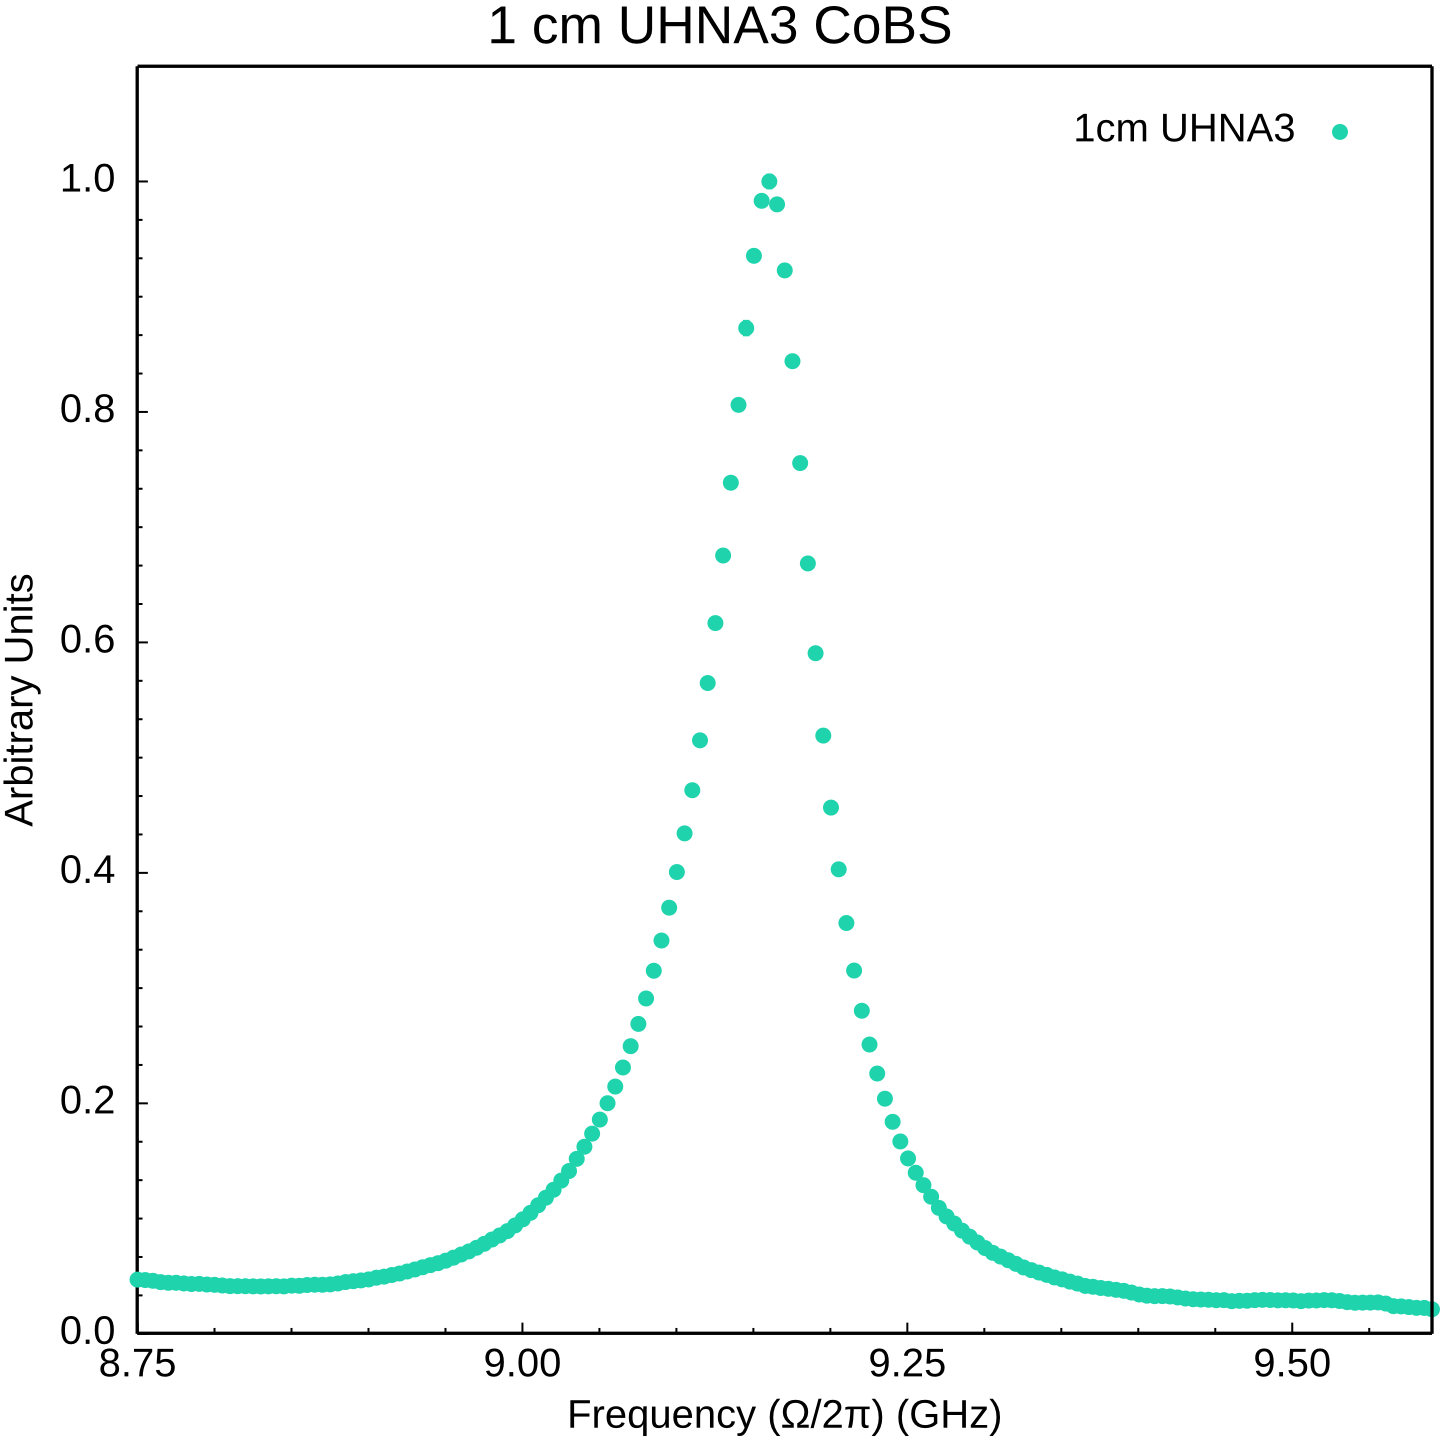 1 cm UHNA3 CoBS
1cm UHNA3
1.0
0.8
0.6
0.4
0.2
0.0
Arbitrary Units
8.75 9.00 9.25 9.50
Frequency (Ω/2π) (GHz)